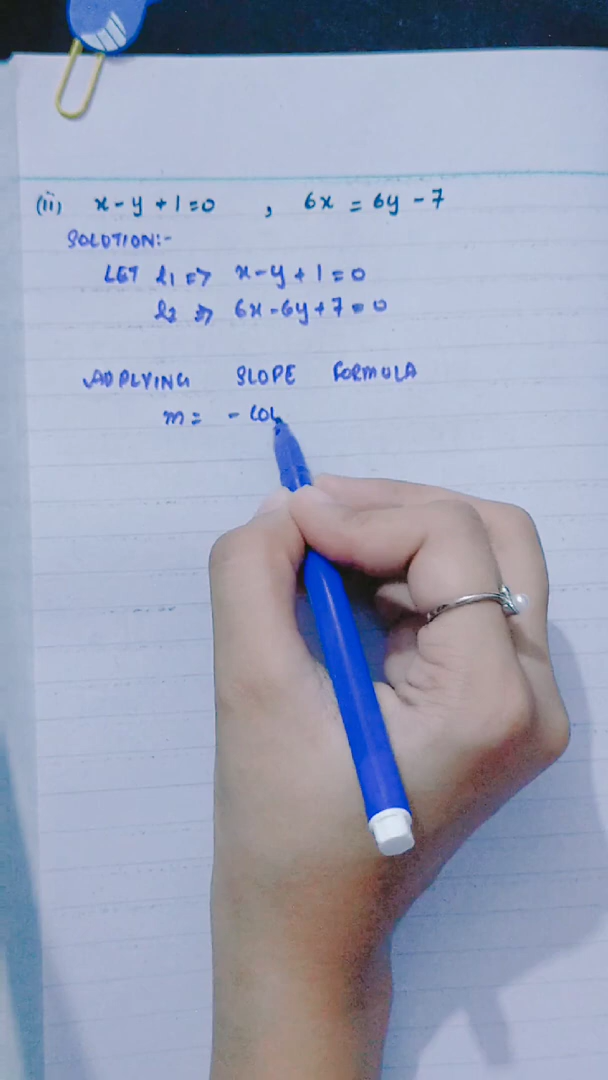 (ii) x-y+1=0 , 6x = 6y-7
SOLUTION:-
LET l1 => x-y+1=0
l2 => 6x-6y+7=0
APPLYING SLOPE FORMULA
m = - coe